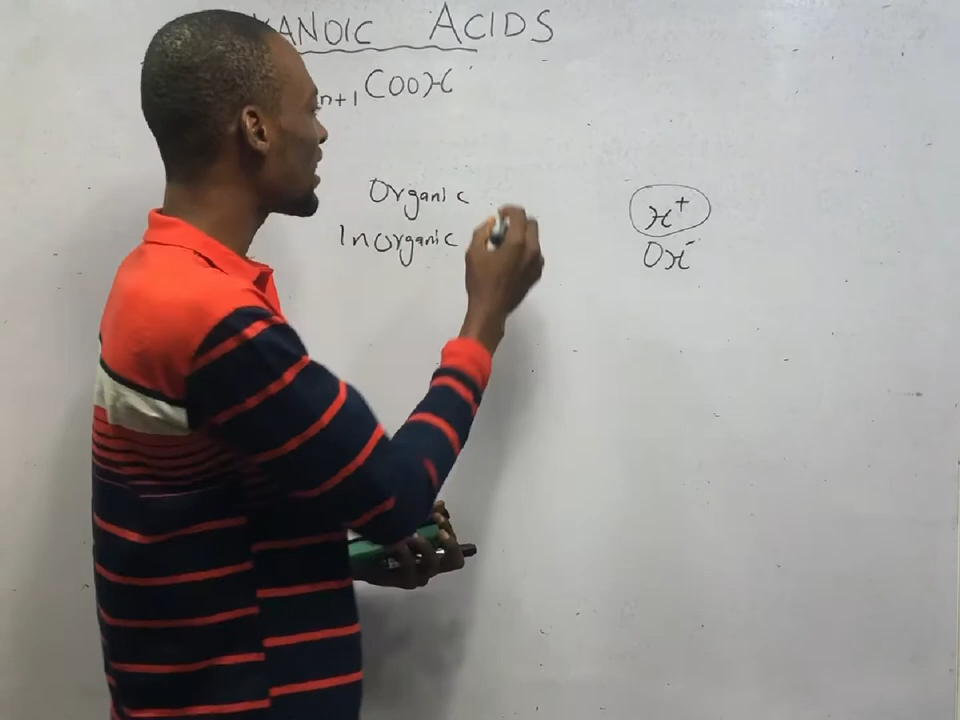 KANOIC ACIDS
n+1 COOH
Organic
Inorganic
H+
OH-